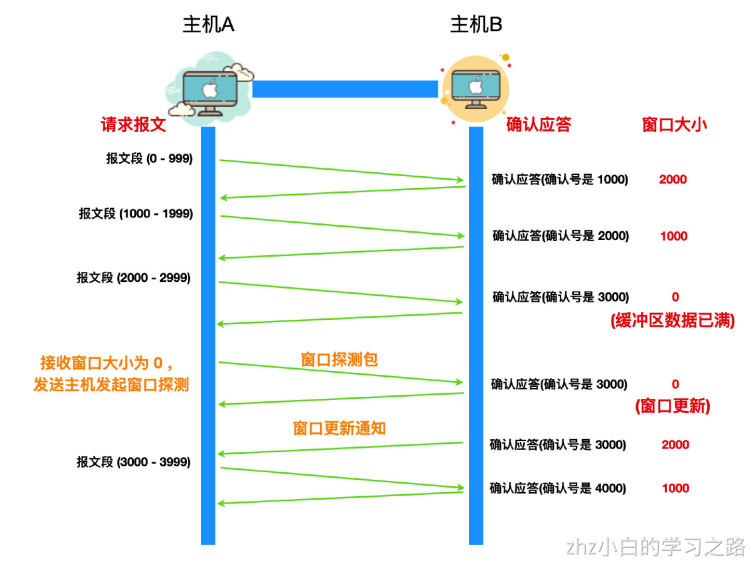 主机A
主机B
请求报文
确认应答
窗口大小
报文段 (0 - 999)
确认应答(确认号是 1000)
2000
报文段 (1000 - 1999)
确认应答(确认号是 2000)
1000
报文段 (2000 - 2999)
确认应答(确认号是 3000)
0
(缓冲区数据已满)
接收窗口大小为 0 ，
发送主机发起窗口探测
窗口探测包
确认应答(确认号是 3000)
0
(窗口更新)
窗口更新通知
确认应答(确认号是 3000)
2000
报文段 (3000 - 3999)
确认应答(确认号是 4000)
1000
zhz小白的学习之路